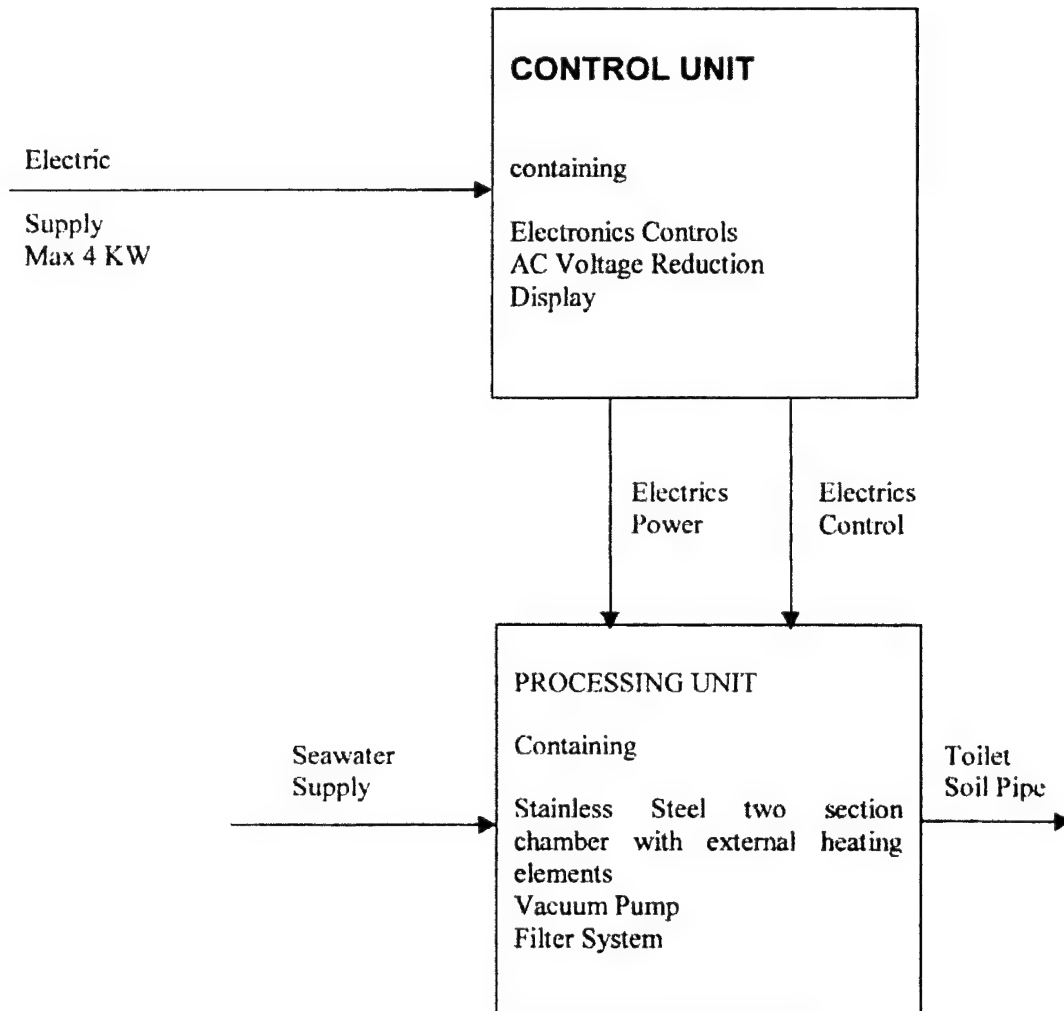 CONTROL UNIT
Electric
containing
Supply
Max 4 KW
Electronics Controls
AC Voltage Reduction
Display
Electrics
Power
Electrics
Control
PROCESSING UNIT
Containing
Seawater
Supply
Toilet
Soil Pipe
Stainless Steel two section
chamber with external heating
elements
Vacuum Pump
Filter System